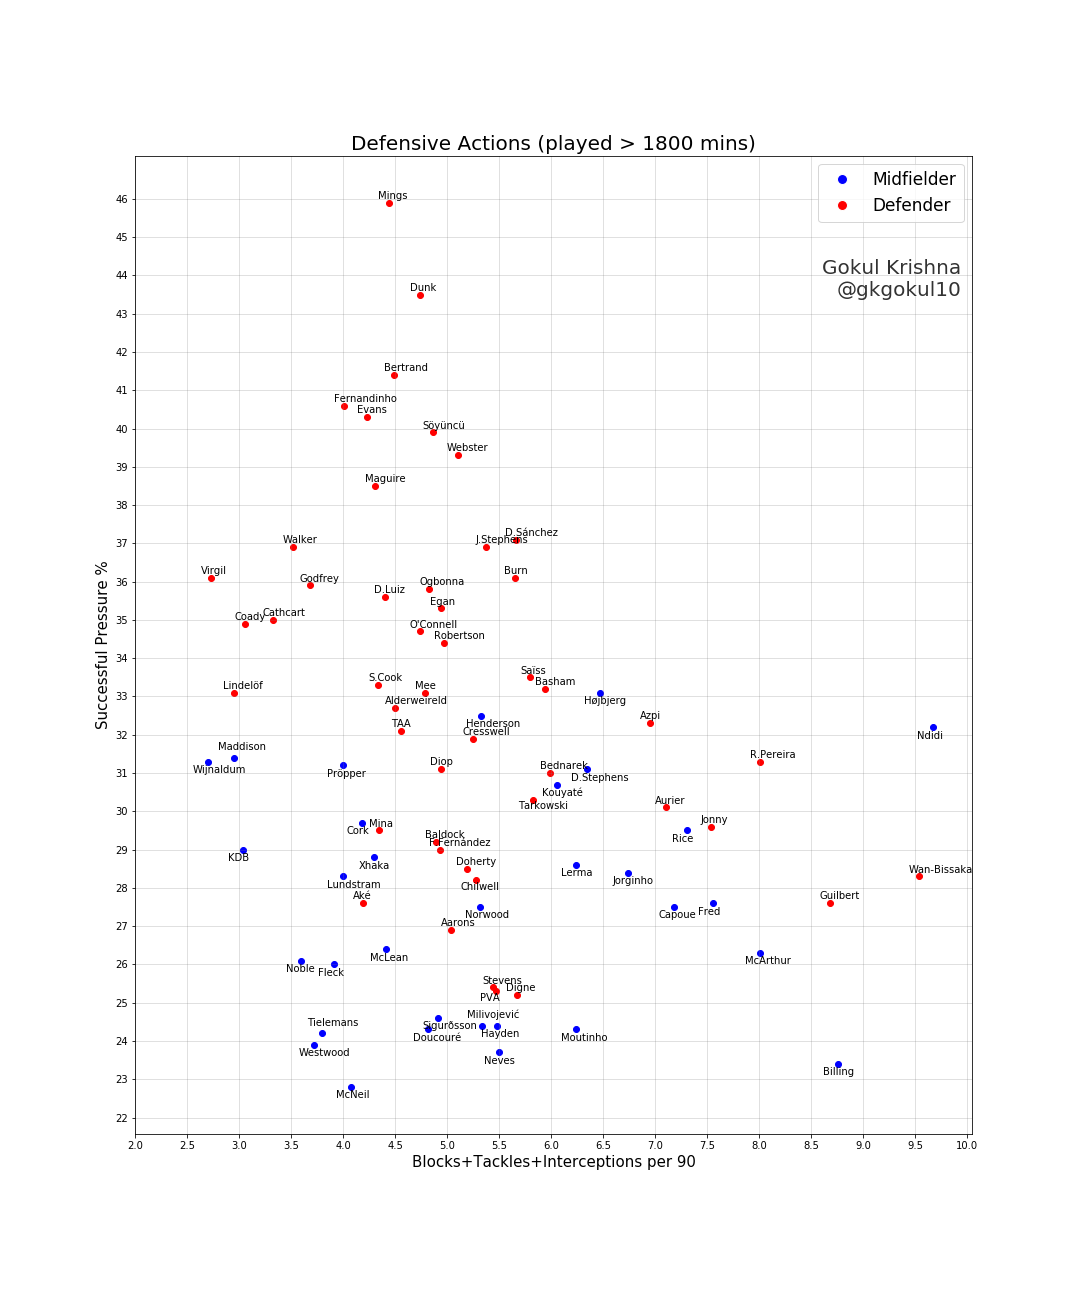 Defensive Actions (played > 1800 mins)
Midfielder
Defender
Gokul Krishna
@gkgokul10
Successful Pressure %
46
45
44
43
42
41
40
39
38
37
36
35
34
33
32
31
30
29
28
27
26
25
24
23
22
Mings
Dunk
Bertrand
Fernandinho
Evans
Söyüncü
Webster
Maguire
D.Sánchez
Walker
J.Stephens
Virgil
Godfrey
Burn
D.Luiz
Ogbonna
Egan
Coady
Cathcart
O'Connell
Robertson
Saïss
Lindelöf
S.Cook
Mee
Basham
Alderweireld
Højbjerg
TAA
Henderson
Cresswell
Azpi
Ndidi
Maddison
Wijnaldum
Pröpper
Diop
Bednarek
D.Stephens
R.Pereira
Kouyaté
Tarkowski
Aurier
Cork
Mina
Baldock
F.Fernández
Rice
Jonny
KDB
Xhaka
Doherty
Lundstram
Chilwell
Lerma
Jorginho
Wan-Bissaka
Aké
Norwood
Capoue
Fred
Guilbert
Aarons
McLean
McArthur
Noble
Fleck
Stevens
PVA
Digne
Tielemans
Sigurðsson
Milivojević
Doucouré
Hayden
Moutinho
Westwood
Neves
McNeil
Billing
2.0 2.5 3.0 3.5 4.0 4.5 5.0 5.5 6.0 6.5 7.0 7.5 8.0 8.5 9.0 9.5 10.0
Blocks+Tackles+Interceptions per 90